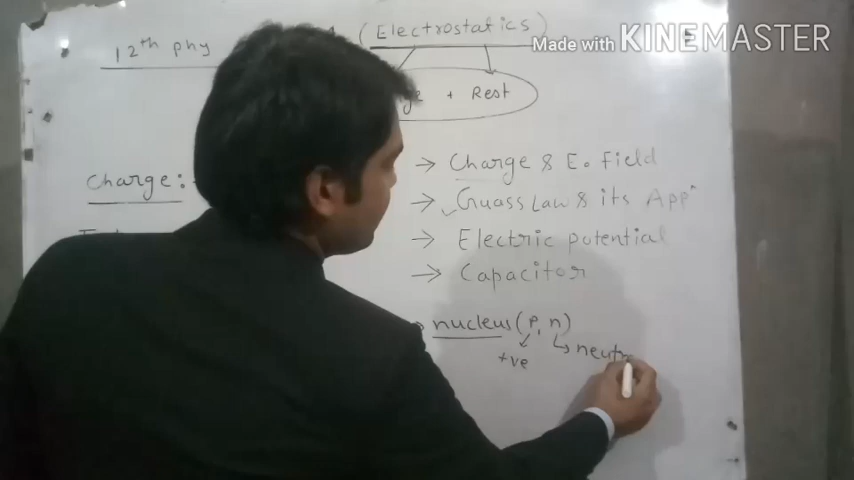 12th phy (Electrostatics)
Made with KINEMASTER
+ Rest
Charge:
→ Charge & E. Field
→ Guass Law & its Appⁿ
→ Electric potential
→ Capacitor
nucleus (P, n)
+ve ↳ neutr